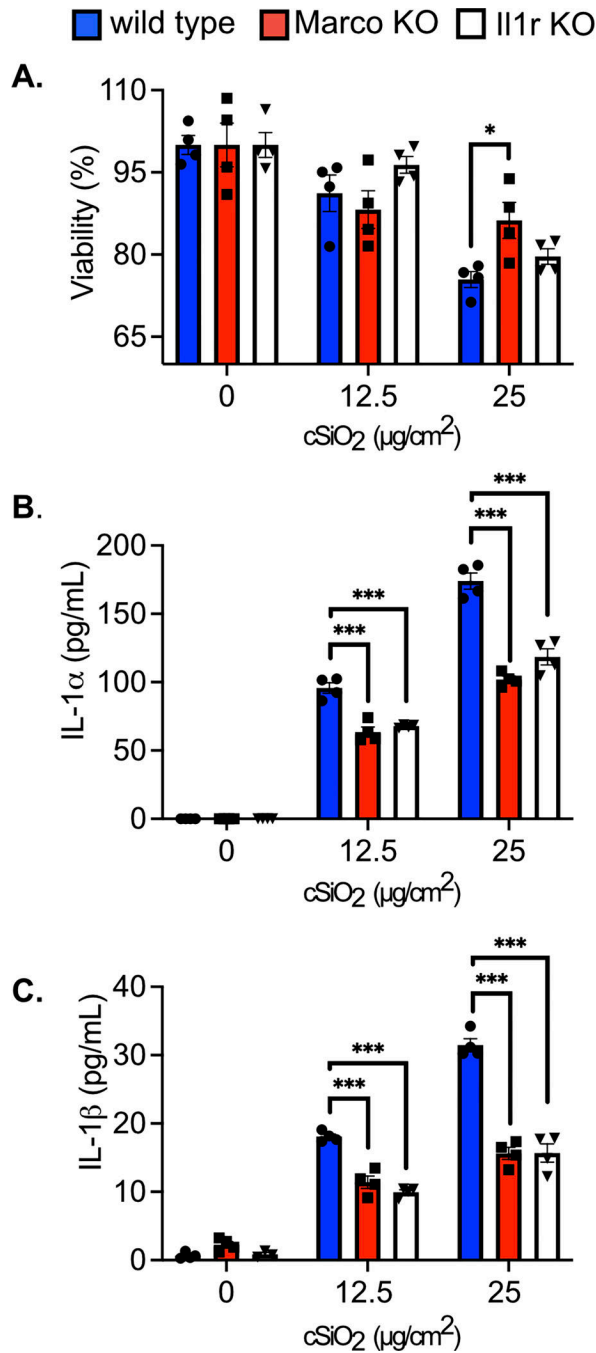 wild type Marco KO Il1r KO
A.
110
95
80
65
Viability (%)
*
0 12.5 25
cSiO₂ (μg/cm²)
B.
200
150
100
50
0
IL-1α (pg/mL)
*** *** *** ***
0 12.5 25
cSiO₂ (μg/cm²)
C.
40
30
20
10
0
IL-1β (pg/mL)
*** *** *** ***
0 12.5 25
cSiO₂ (μg/cm²)